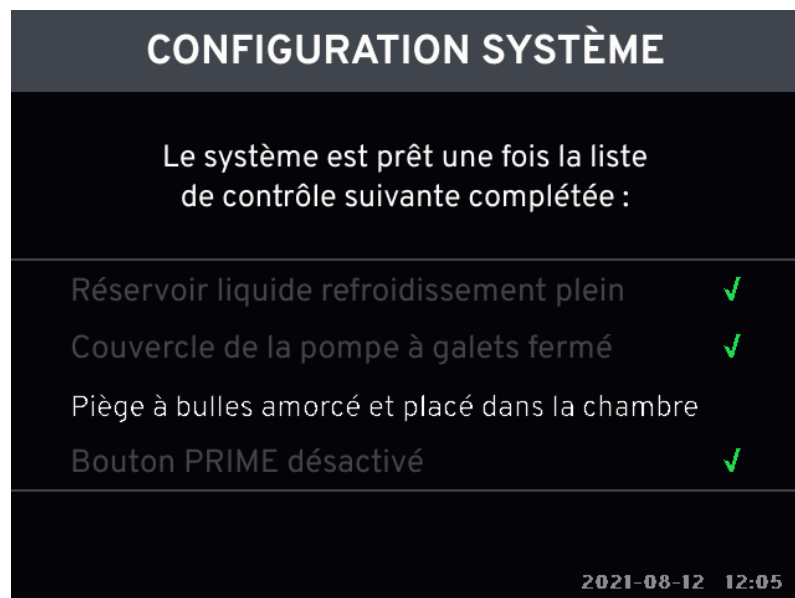 CONFIGURATION SYSTÈME
Le système est prêt une fois la liste
de contrôle suivante complétée :
Réservoir liquide refroidissement plein √
Couvercle de la pompe à galets fermé √
Piège à bulles amorcé et placé dans la chambre
Bouton PRIME désactivé √
2021-08-12 12:05